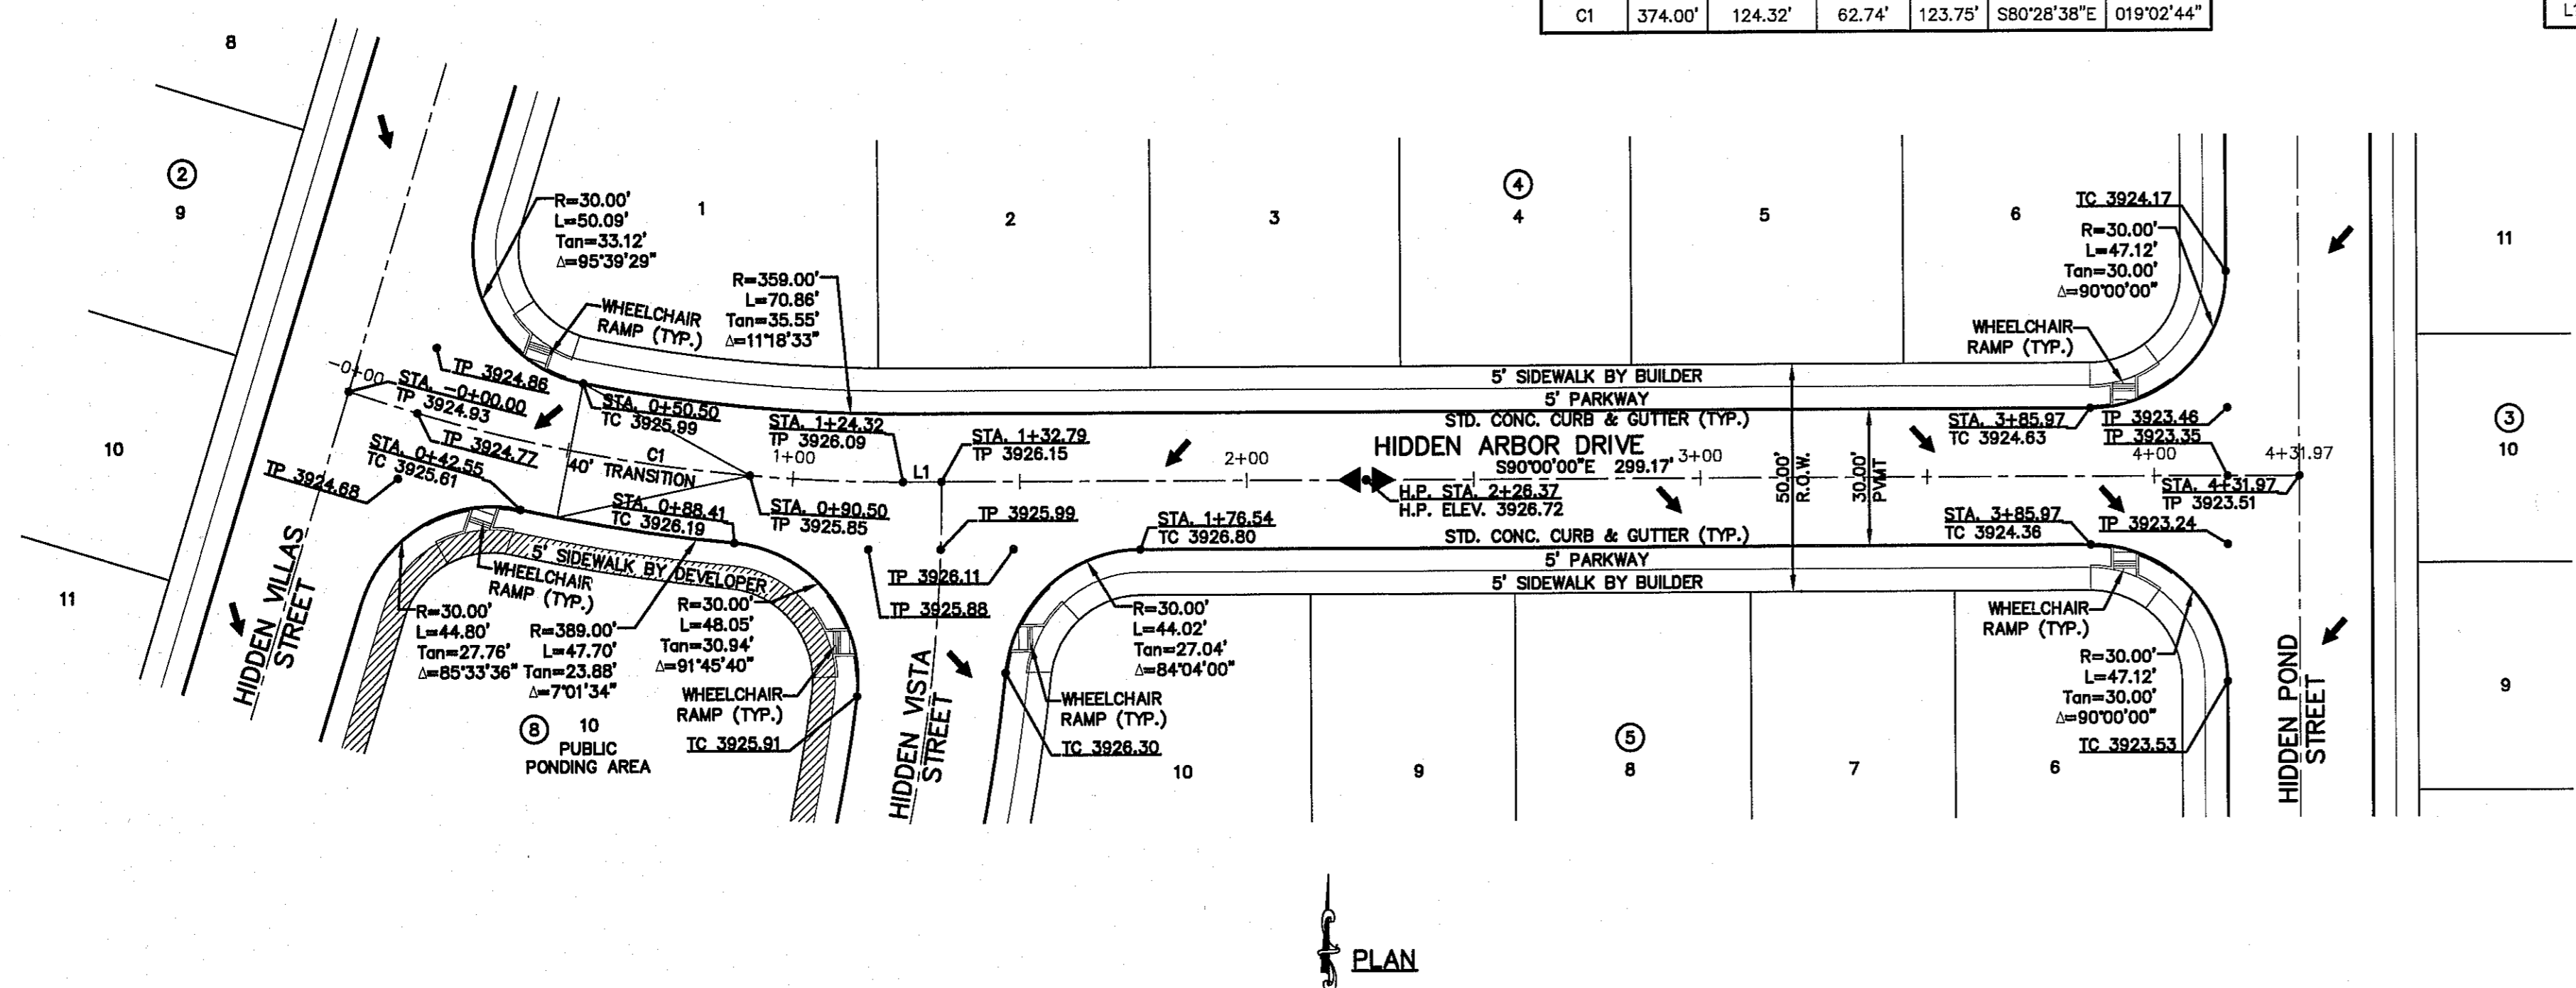 C1 374.00' 124.32' 62.74' 123.75' S80°28'38"E 019°02'44"
8
2
9
10
11
R=30.00'
L=50.09'
Tan=33.12'
Δ=95°39'29"
1
2
3
4
4
5
6
TC 3924.17
R=30.00'
L=47.12'
Tan=30.00'
Δ=90°00'00"
11
R=359.00'
L=70.86'
Tan=35.55'
Δ=11°18'33"
WHEELCHAIR
RAMP (TYP.)
WHEELCHAIR
RAMP (TYP.)
-0+00
TP 3924.86
STA. -0+00.00
TP 3924.93
TP 3924.77
STA. 0+42.55
TC 3925.61
TP 3924.68
STA. 0+50.50
TC 3925.99
C1
40' TRANSITION
1+00
STA. 1+24.32
TP 3926.09
L1
STA. 1+32.79
TP 3926.15
5' SIDEWALK BY BUILDER
5' PARKWAY
STD. CONC. CURB & GUTTER (TYP.)
HIDDEN ARBOR DRIVE
S90°00'00"E 299.17'
2+00
3+00
4+00
4+31.97
H.P. STA. 2+26.37
H.P. ELEV. 3926.72
50.00'
R.O.W.
30.00'
PVMT
STA. 3+85.97
TC 3924.63
TP 3923.46
TP 3923.35
STA. 4+31.97
TP 3923.51
3
10
STA. 0+88.41
TC 3926.19
STA. 0+90.50
TP 3925.85
TP 3925.99
STA. 1+76.54
TC 3926.80
STD. CONC. CURB & GUTTER (TYP.)
5' PARKWAY
5' SIDEWALK BY BUILDER
STA. 3+85.97
TC 3924.36
TP 3923.24
TP 3926.11
TP 3925.88
5' SIDEWALK BY DEVELOPER
WHEELCHAIR
RAMP (TYP.)
HIDDEN VILLAS
STREET
R=30.00'
L=44.80'
Tan=27.76'
Δ=85°33'36"
R=389.00'
L=47.70'
Tan=23.88'
Δ=7°01'34"
R=30.00'
L=48.05'
Tan=30.94'
Δ=91°45'40"
WHEELCHAIR
RAMP (TYP.)
TC 3925.91
8
10
PUBLIC
PONDING AREA
HIDDEN VISTA
STREET
R=30.00'
L=44.02'
Tan=27.04'
Δ=84°04'00"
WHEELCHAIR
RAMP (TYP.)
TC 3926.30
10
9
5
8
7
6
WHEELCHAIR
RAMP (TYP.)
R=30.00'
L=47.12'
Tan=30.00'
Δ=90°00'00"
TC 3923.53
HIDDEN POND
STREET
9
PLAN